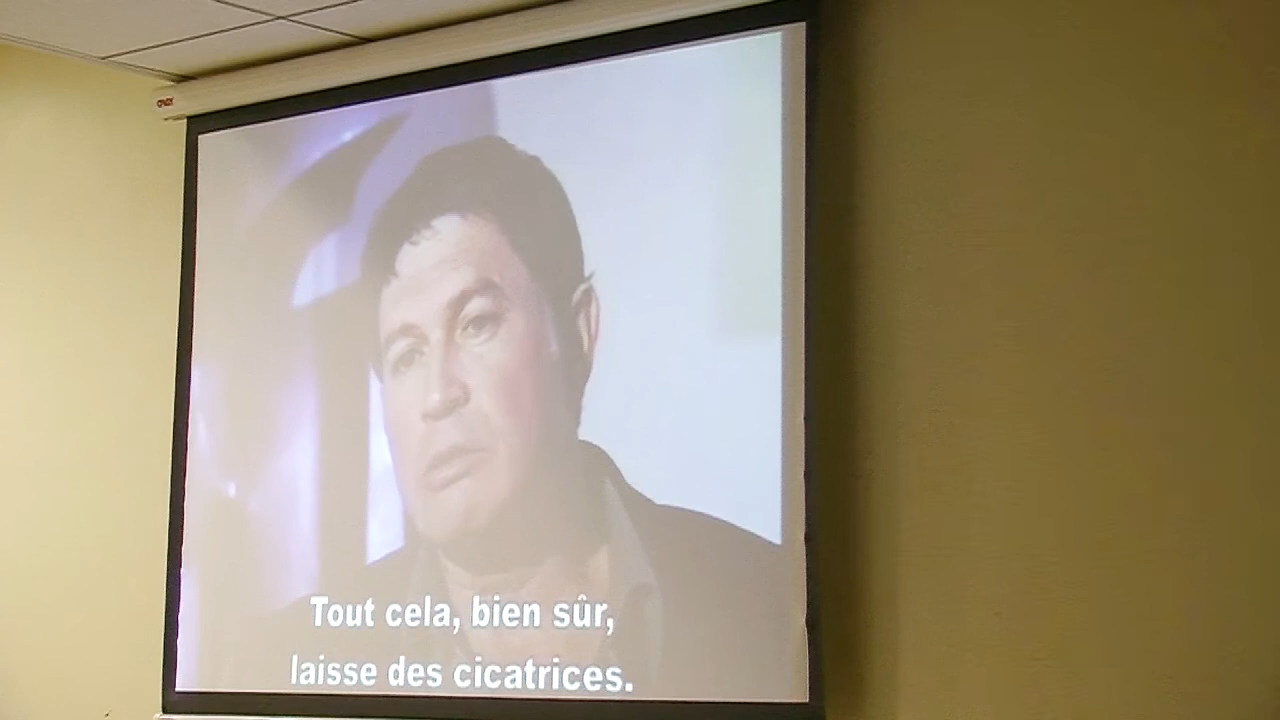 Tout cela, bien sûr,
laisse des cicatrices.